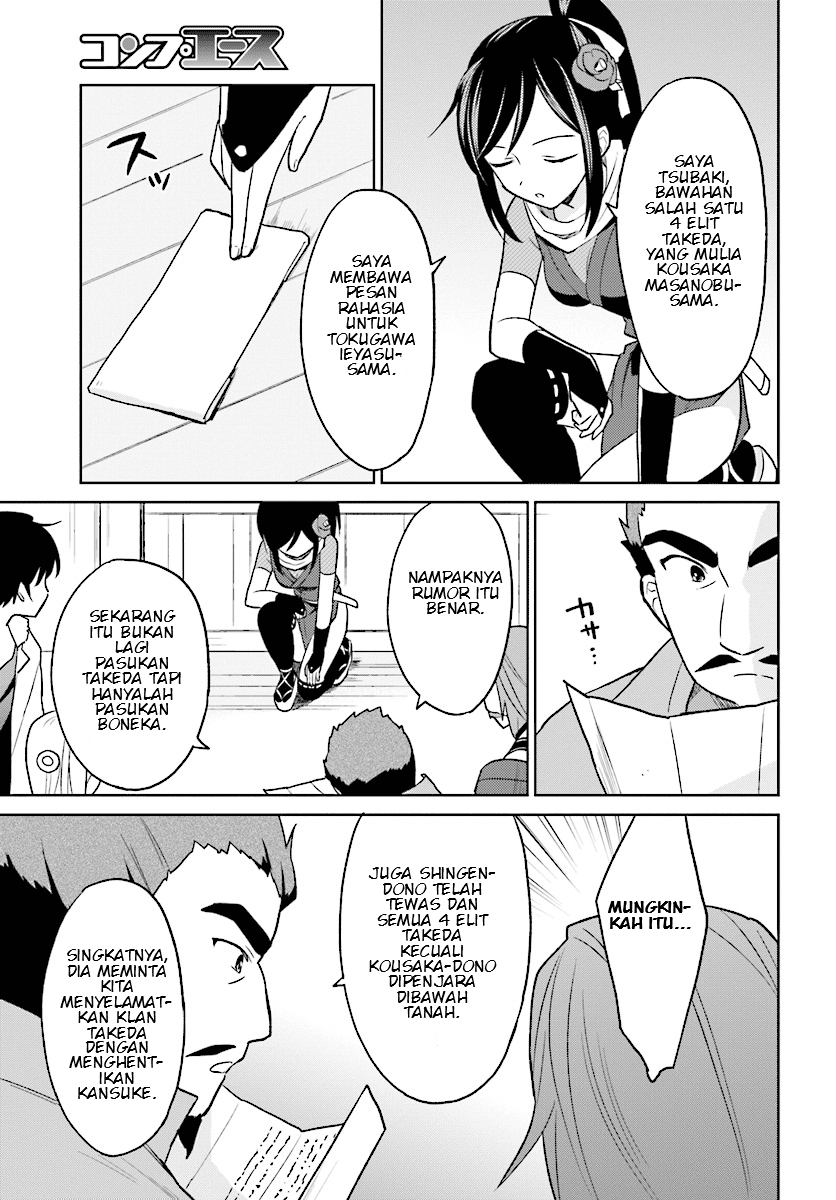 コンプエース
SAYA
TSUBAKI,
BAWAHAN
SALAH SATU
4 ELIT
TAKEDA,
YANG MULIA
KOUSAKA
MASANOBU-
SAMA.
SAYA
MEMBAWA
PESAN
RAHASIA
UNTUK
TOKUGAWA
IEYASU-
SAMA.
スッ
カサ…
NAMPAKNYA
RUMOR ITU
BENAR.
SEKARANG
ITU BUKAN
LAGI
PASUKAN
TAKEDA TAPI
HANYALAH
PASUKAN
BONEKA.
MUNGKIN-
KAH ITU...
JUGA SHINGEN-
DONO TELAH
TEWAS DAN
SEMUA 4 ELIT
TAKEDA
KECUALI
KOUSAKA-DONO
DIPENJARA
DIBAWAH
TANAH.
SINGKATNYA,
DIA MEMINTA
KITA
MENYELAMAT-
KAN KLAN
TAKEDA
DENGAN
MENGHENT-
IKAN
KANSUKE.